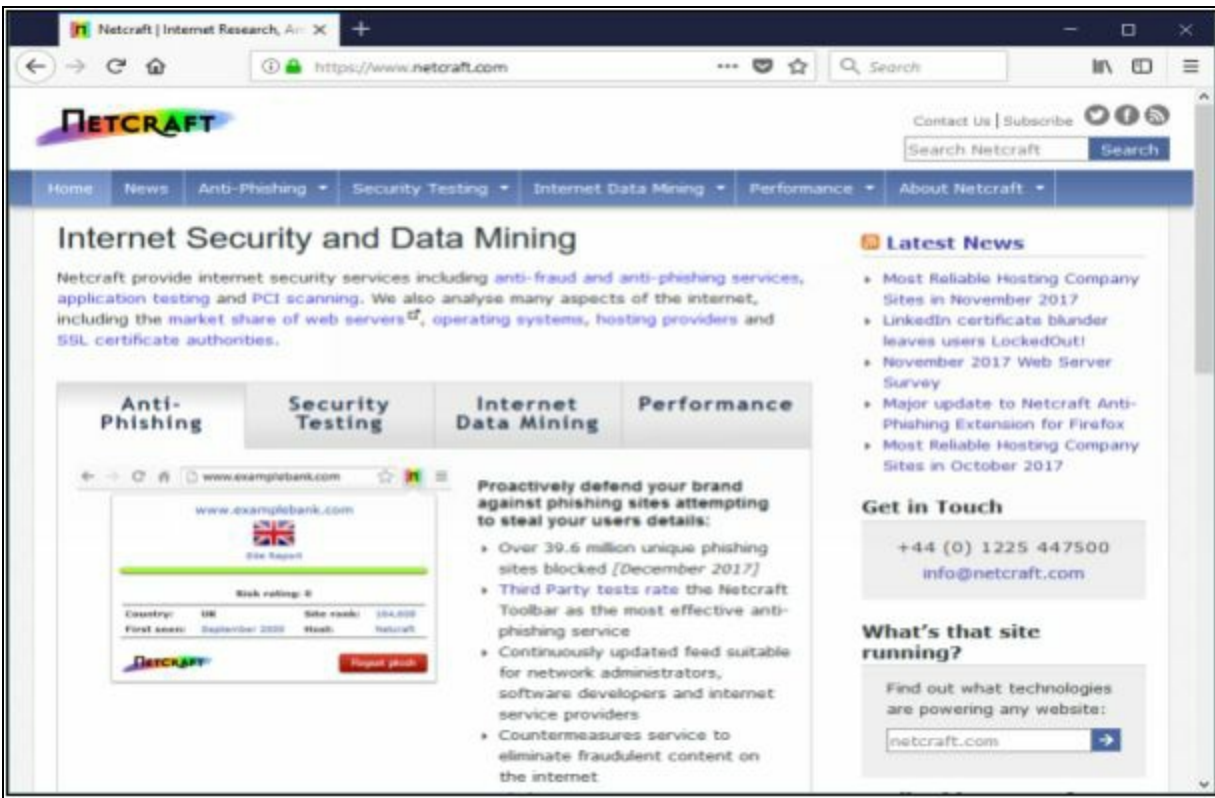 Netcraft | Internet Research, An
https://www.netcraft.com
Search
NETCRAFT
Contact Us | Subscribe
Search Netcraft
Search
Home News Anti-Phishing Security Testing Internet Data Mining Performance About Netcraft
Internet Security and Data Mining
Netcraft provide internet security services including anti-fraud and anti-phishing services,
application testing and PCI scanning. We also analyse many aspects of the internet,
including the market share of web servers, operating systems, hosting providers and
SSL certificate authorities.
Anti-
Phishing
Security
Testing
Internet
Data Mining
Performance
www.examplebank.com
www.examplebank.com
Site Report
Risk rating: 0
Country: UK Site rank:
First seen: September Host: Netcraft
NETCRAFT
Report phish
Proactively defend your brand
against phishing sites attempting
to steal your users details:
Over 39.6 million unique phishing
sites blocked [December 2017]
Third Party tests rate the Netcraft
Toolbar as the most effective anti-
phishing service
Continuously updated feed suitable
for network administrators,
software developers and internet
service providers
Countermeasures service to
eliminate fraudulent content on
the internet
Latest News
Most Reliable Hosting Company
Sites in November 2017
LinkedIn certificate blunder
leaves users LockedOut!
November 2017 Web Server
Survey
Major update to Netcraft Anti-
Phishing Extension for Firefox
Most Reliable Hosting Company
Sites in October 2017
Get in Touch
+44 (0) 1225 447500
info@netcraft.com
What's that site
running?
Find out what technologies
are powering any website:
netcraft.com